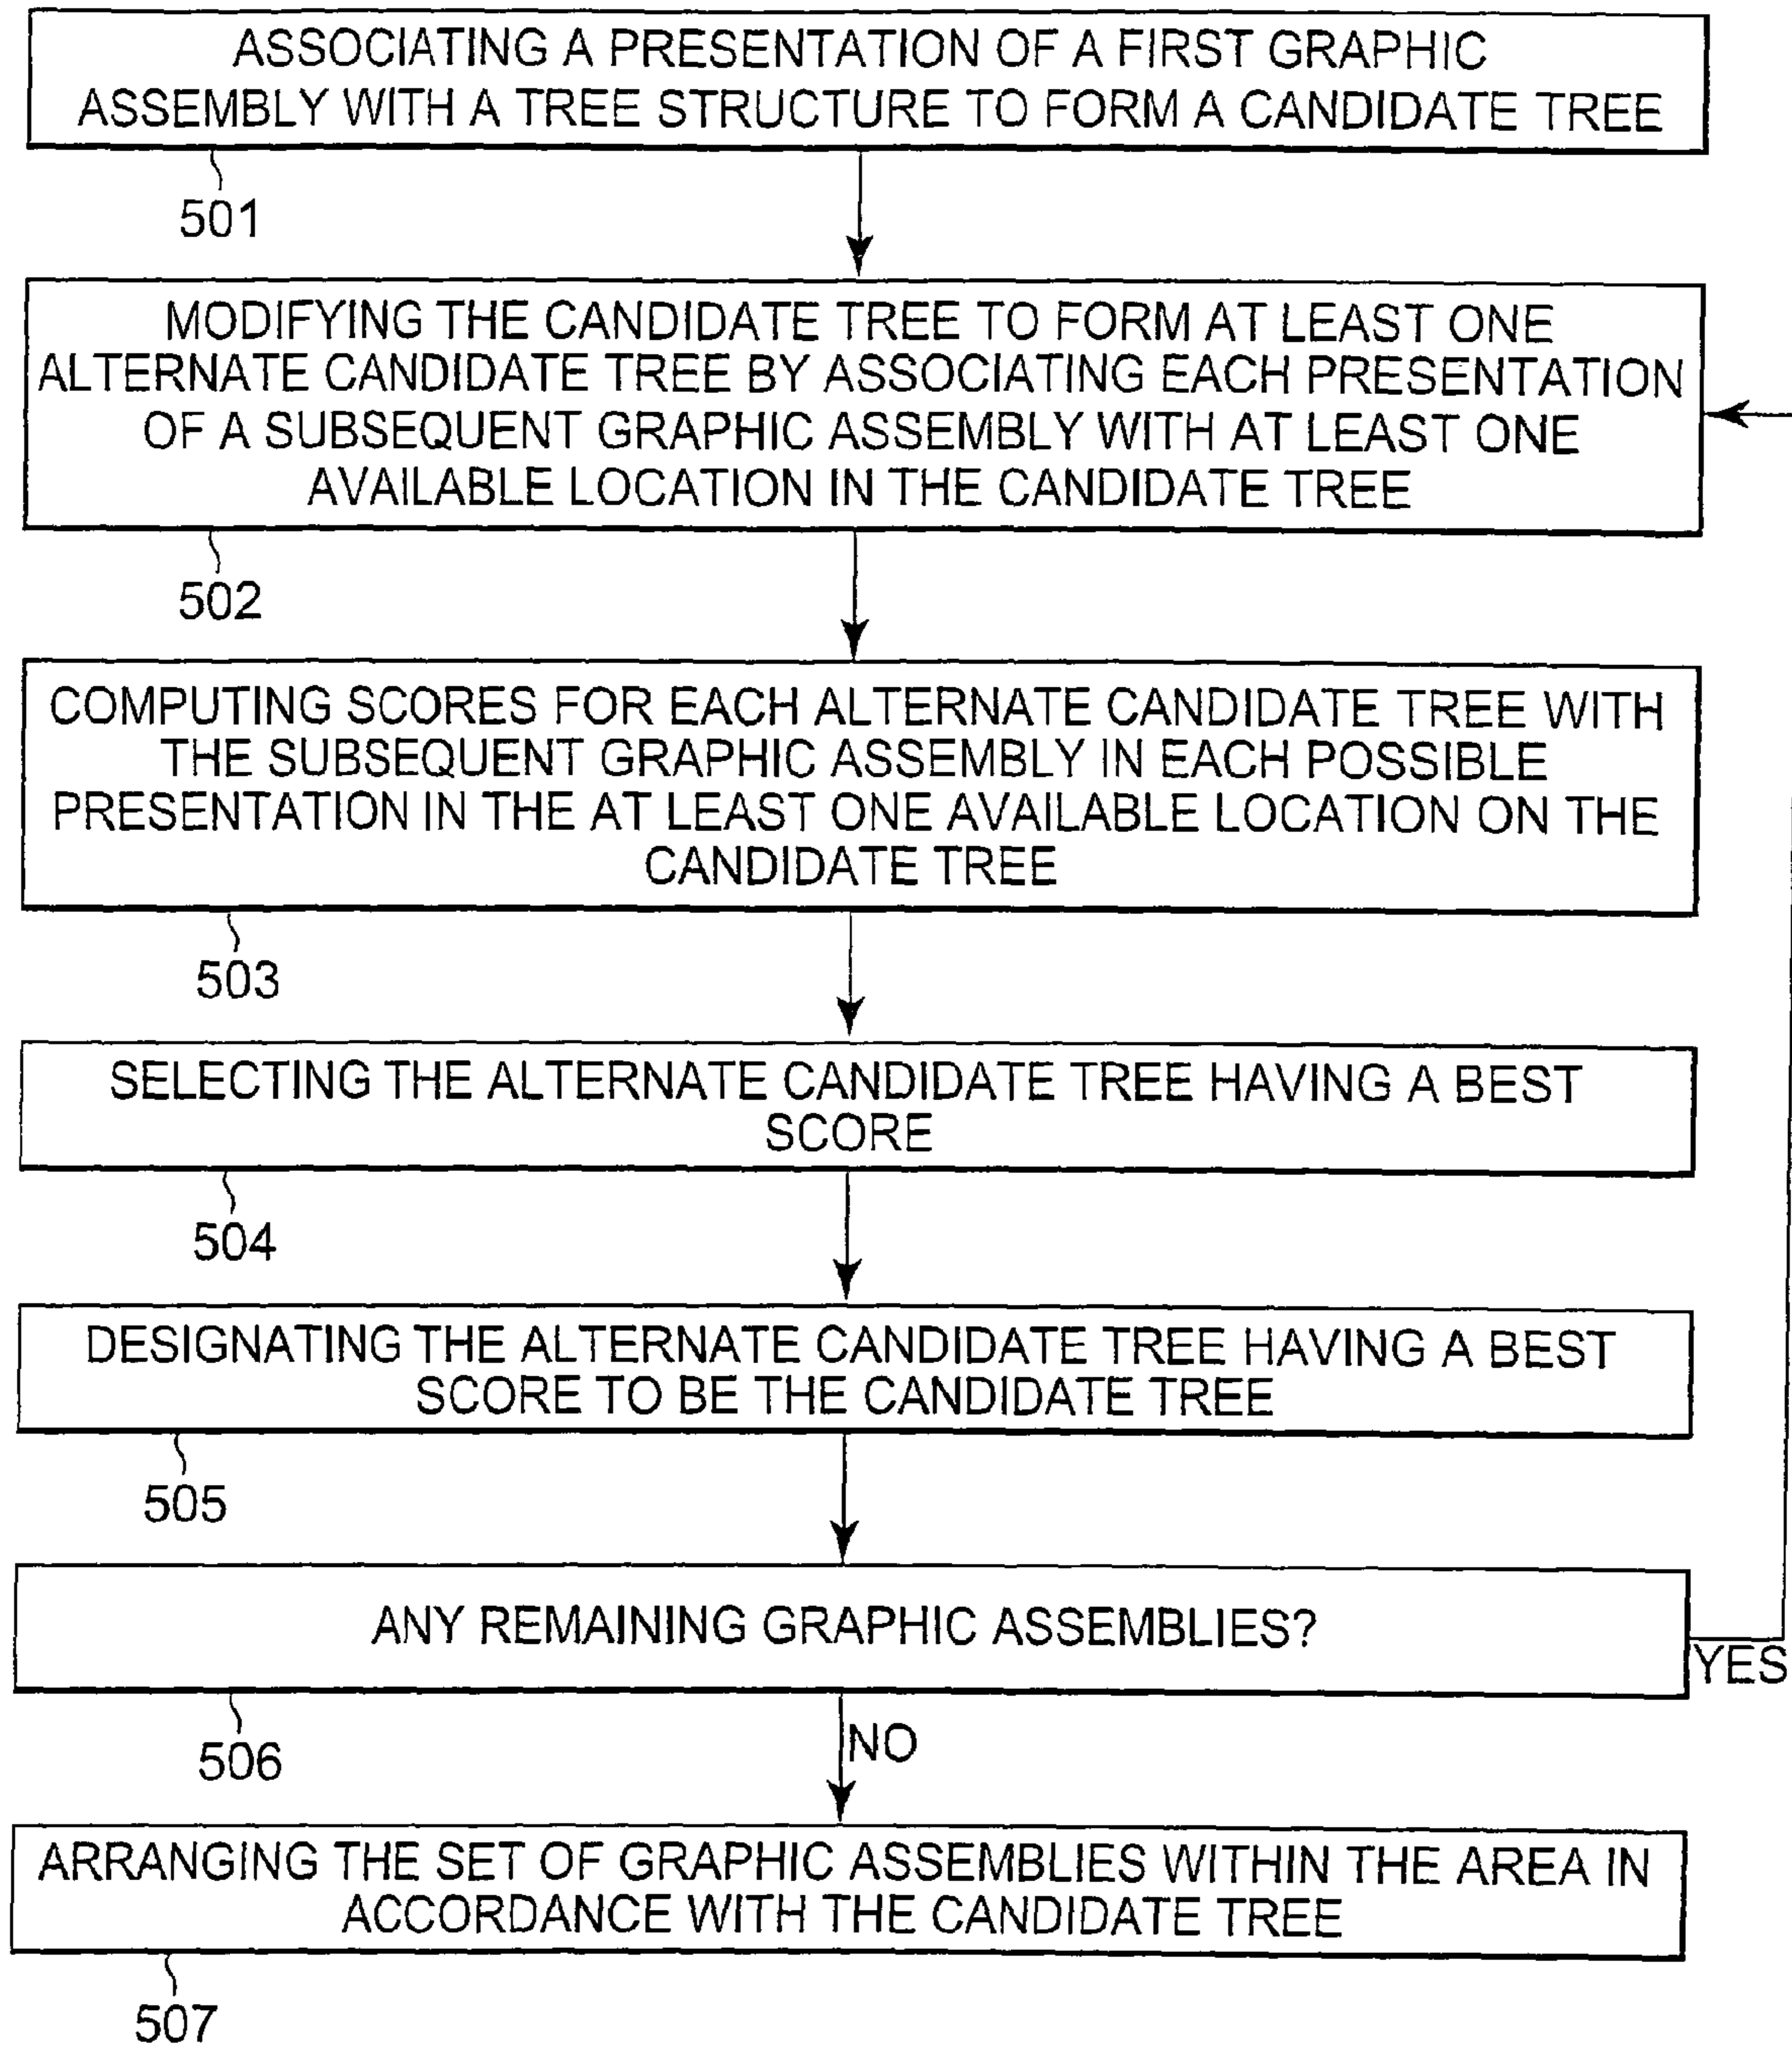 ASSOCIATING A PRESENTATION OF A FIRST GRAPHIC
ASSEMBLY WITH A TREE STRUCTURE TO FORM A CANDIDATE TREE
501
MODIFYING THE CANDIDATE TREE TO FORM AT LEAST ONE
ALTERNATE CANDIDATE TREE BY ASSOCIATING EACH PRESENTATION
OF A SUBSEQUENT GRAPHIC ASSEMBLY WITH AT LEAST ONE
AVAILABLE LOCATION IN THE CANDIDATE TREE
502
COMPUTING SCORES FOR EACH ALTERNATE CANDIDATE TREE WITH
THE SUBSEQUENT GRAPHIC ASSEMBLY IN EACH POSSIBLE
PRESENTATION IN THE AT LEAST ONE AVAILABLE LOCATION ON THE
CANDIDATE TREE
503
SELECTING THE ALTERNATE CANDIDATE TREE HAVING A BEST
SCORE
504
DESIGNATING THE ALTERNATE CANDIDATE TREE HAVING A BEST
SCORE TO BE THE CANDIDATE TREE
505
ANY REMAINING GRAPHIC ASSEMBLIES?
YES
506
NO
ARRANGING THE SET OF GRAPHIC ASSEMBLIES WITHIN THE AREA IN
ACCORDANCE WITH THE CANDIDATE TREE
507